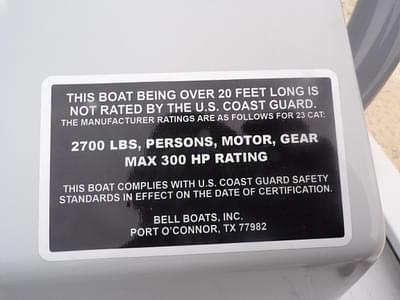 THIS BOAT BEING OVER 20 FEET LONG IS
NOT RATED BY THE U.S. COAST GUARD.
THE MANUFACTURER RATINGS ARE AS FOLLOWS FOR 23 CAT:
2700 LBS, PERSONS, MOTOR, GEAR
MAX 300 HP RATING
THIS BOAT COMPLIES WITH U.S. COAST GUARD SAFETY
STANDARDS IN EFFECT ON THE DATE OF CERTIFICATION.
BELL BOATS, INC.
PORT O'CONNOR, TX 77982